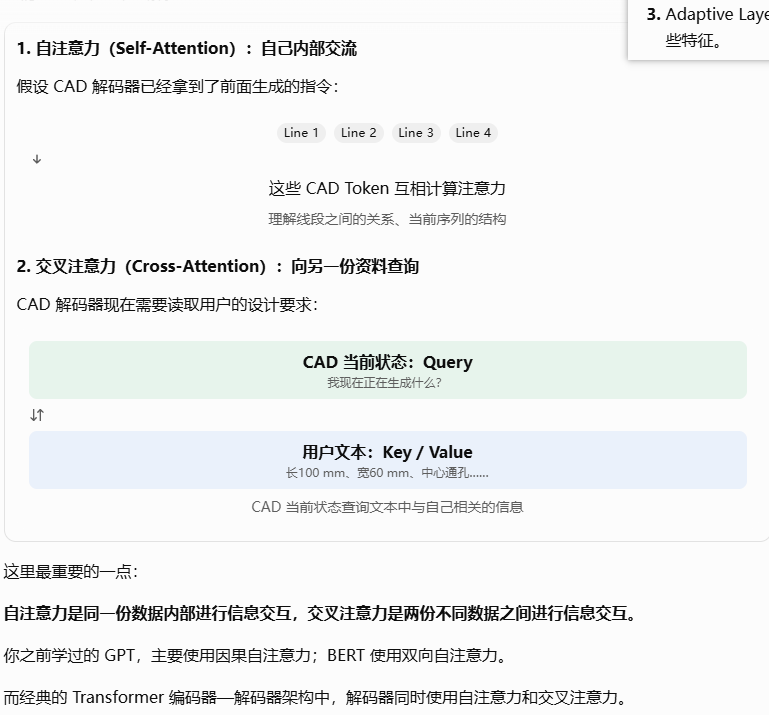 3. Adaptive Laye
些特征。
1. 自注意力（Self-Attention）：自己内部交流
假设 CAD 解码器已经拿到了前面生成的指令：
Line 1 Line 2 Line 3 Line 4
↓
这些 CAD Token 互相计算注意力
理解线段之间的关系、当前序列的结构
2. 交叉注意力（Cross-Attention）：向另一份资料查询
CAD 解码器现在需要读取用户的设计要求：
CAD 当前状态：Query
我现在正在生成什么？
↓↑
用户文本：Key / Value
长100 mm、宽60 mm、中心通孔……
CAD 当前状态查询文本中与自己相关的信息
这里最重要的一点：
自注意力是同一份数据内部进行信息交互，交叉注意力是两份不同数据之间进行信息交互。
你之前学过的 GPT，主要使用因果自注意力；BERT 使用双向自注意力。
而经典的 Transformer 编码器—解码器架构中，解码器同时使用自注意力和交叉注意力。